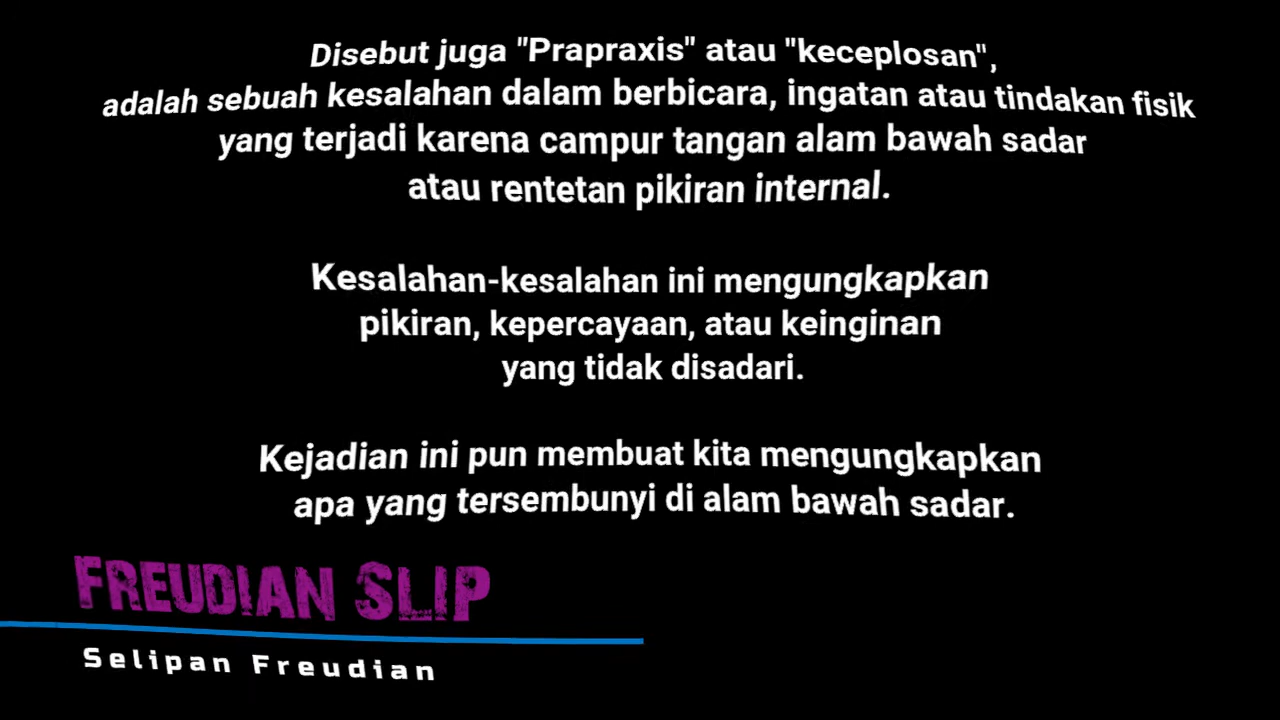 Disebut juga "Prapraxis" atau "keceplosan",
adalah sebuah kesalahan dalam berbicara, ingatan atau tindakan fisik
yang terjadi karena campur tangan alam bawah sadar
atau rentetan pikiran internal.
Kesalahan-kesalahan ini mengungkapkan
pikiran, kepercayaan, atau keinginan
yang tidak disadari.
Kejadian ini pun membuat kita mengungkapkan
apa yang tersembunyi di alam bawah sadar.
FREUDIAN SLIP
Selipan Freudian